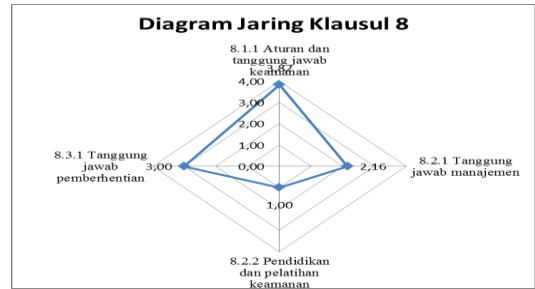 Diagram Jaring Klausul 8
8.1.1 Aturan dan
tanggung jawab
keamanan
3,87
4,00
3,00
2,00
1,00
0,00
8.3.1 Tanggung
jawab
pemberhentian
3,00
2,16
8.2.1 Tanggung
jawab manajemen
1,00
8.2.2 Pendidikan
dan pelatihan
keamanan